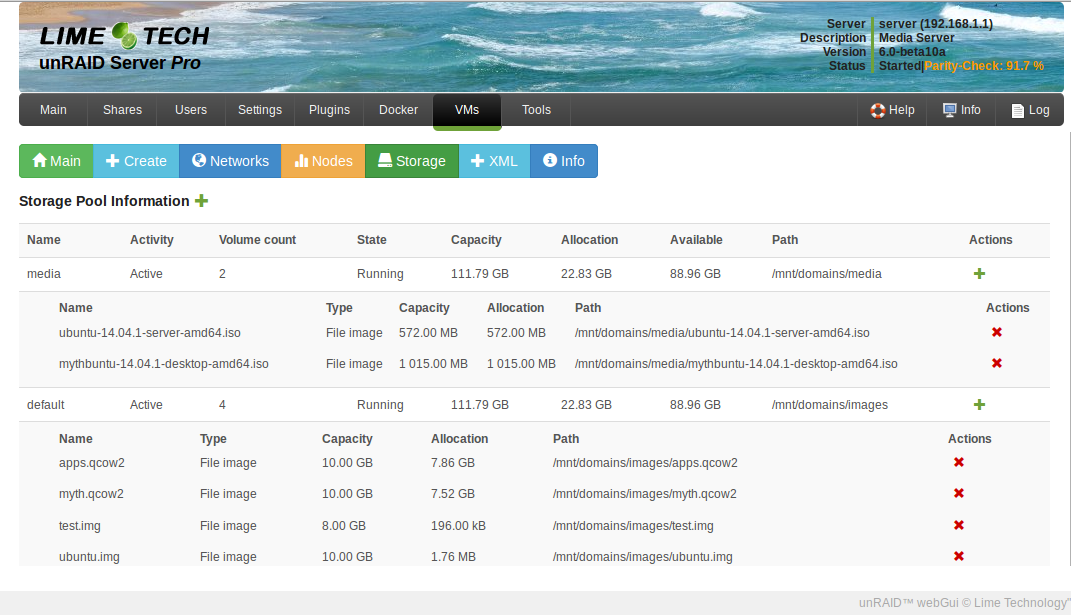 LIME TECH
unRAID Server Pro
Server server (192.168.1.1)
Description Media Server
Version 6.0-beta10a
Status Started|Parity-Check: 91.7 %
Main Shares Users Settings Plugins Docker VMs Tools Help Info Log
Main Create Networks Nodes Storage XML Info
Storage Pool Information
Name Activity Volume count State Capacity Allocation Available Path Actions
media Active 2 Running 111.79 GB 22.83 GB 88.96 GB /mnt/domains/media
Name Type Capacity Allocation Path Actions
ubuntu-14.04.1-server-amd64.iso File image 572.00 MB 572.00 MB /mnt/domains/media/ubuntu-14.04.1-server-amd64.iso
mythbuntu-14.04.1-desktop-amd64.iso File image 1 015.00 MB 1 015.00 MB /mnt/domains/media/mythbuntu-14.04.1-desktop-amd64.iso
default Active 4 Running 111.79 GB 22.83 GB 88.96 GB /mnt/domains/images
Name Type Capacity Allocation Path Actions
apps.qcow2 File image 10.00 GB 7.86 GB /mnt/domains/images/apps.qcow2
myth.qcow2 File image 10.00 GB 7.52 GB /mnt/domains/images/myth.qcow2
test.img File image 8.00 GB 196.00 kB /mnt/domains/images/test.img
ubuntu.img File image 10.00 GB 1.76 MB /mnt/domains/images/ubuntu.img
unRAID™ webGui © Lime Technology